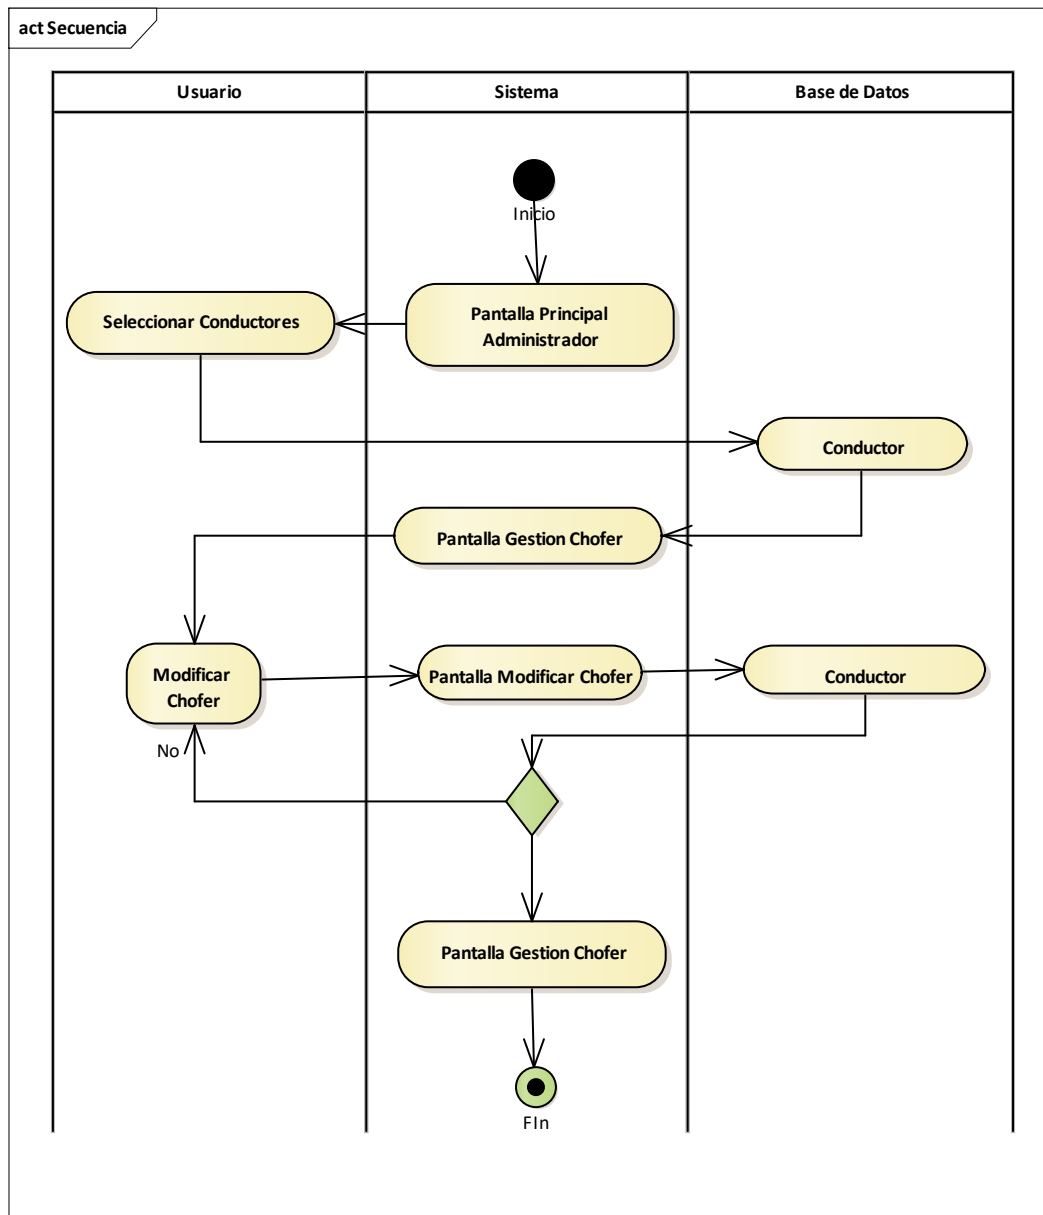 act Secuencia
Usuario
Sistema
Base de Datos
Inicio
Pantalla Principal
Administrador
Seleccionar Conductores
Conductor
Pantalla Gestion Chofer
Modificar
Chofer
Pantalla Modificar Chofer
Conductor
No
Pantalla Gestion Chofer
FIn